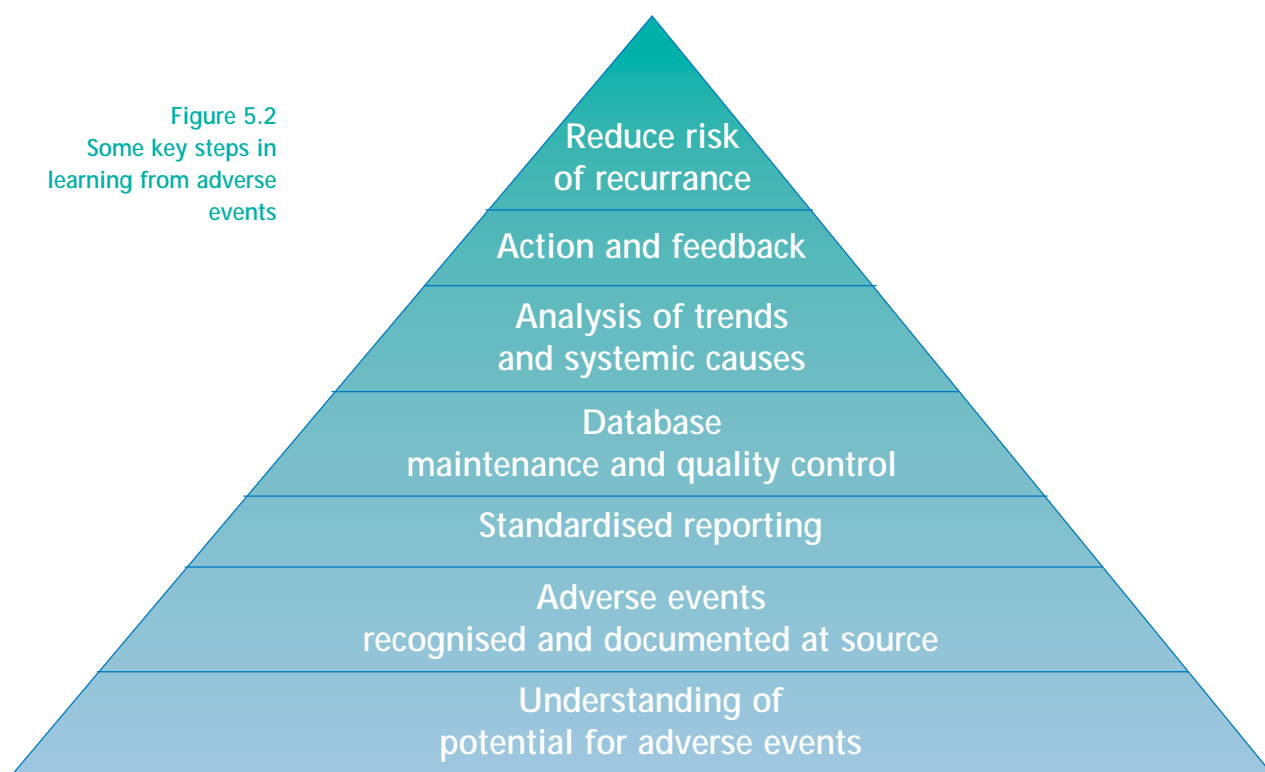 Figure 5.2
Some key steps in
learning from adverse
events
Reduce risk
of recurrance
Action and feedback
Analysis of trends
and systemic causes
Database
maintenance and quality control
Standardised reporting
Adverse events
recognised and documented at source
Understanding of
potential for adverse events